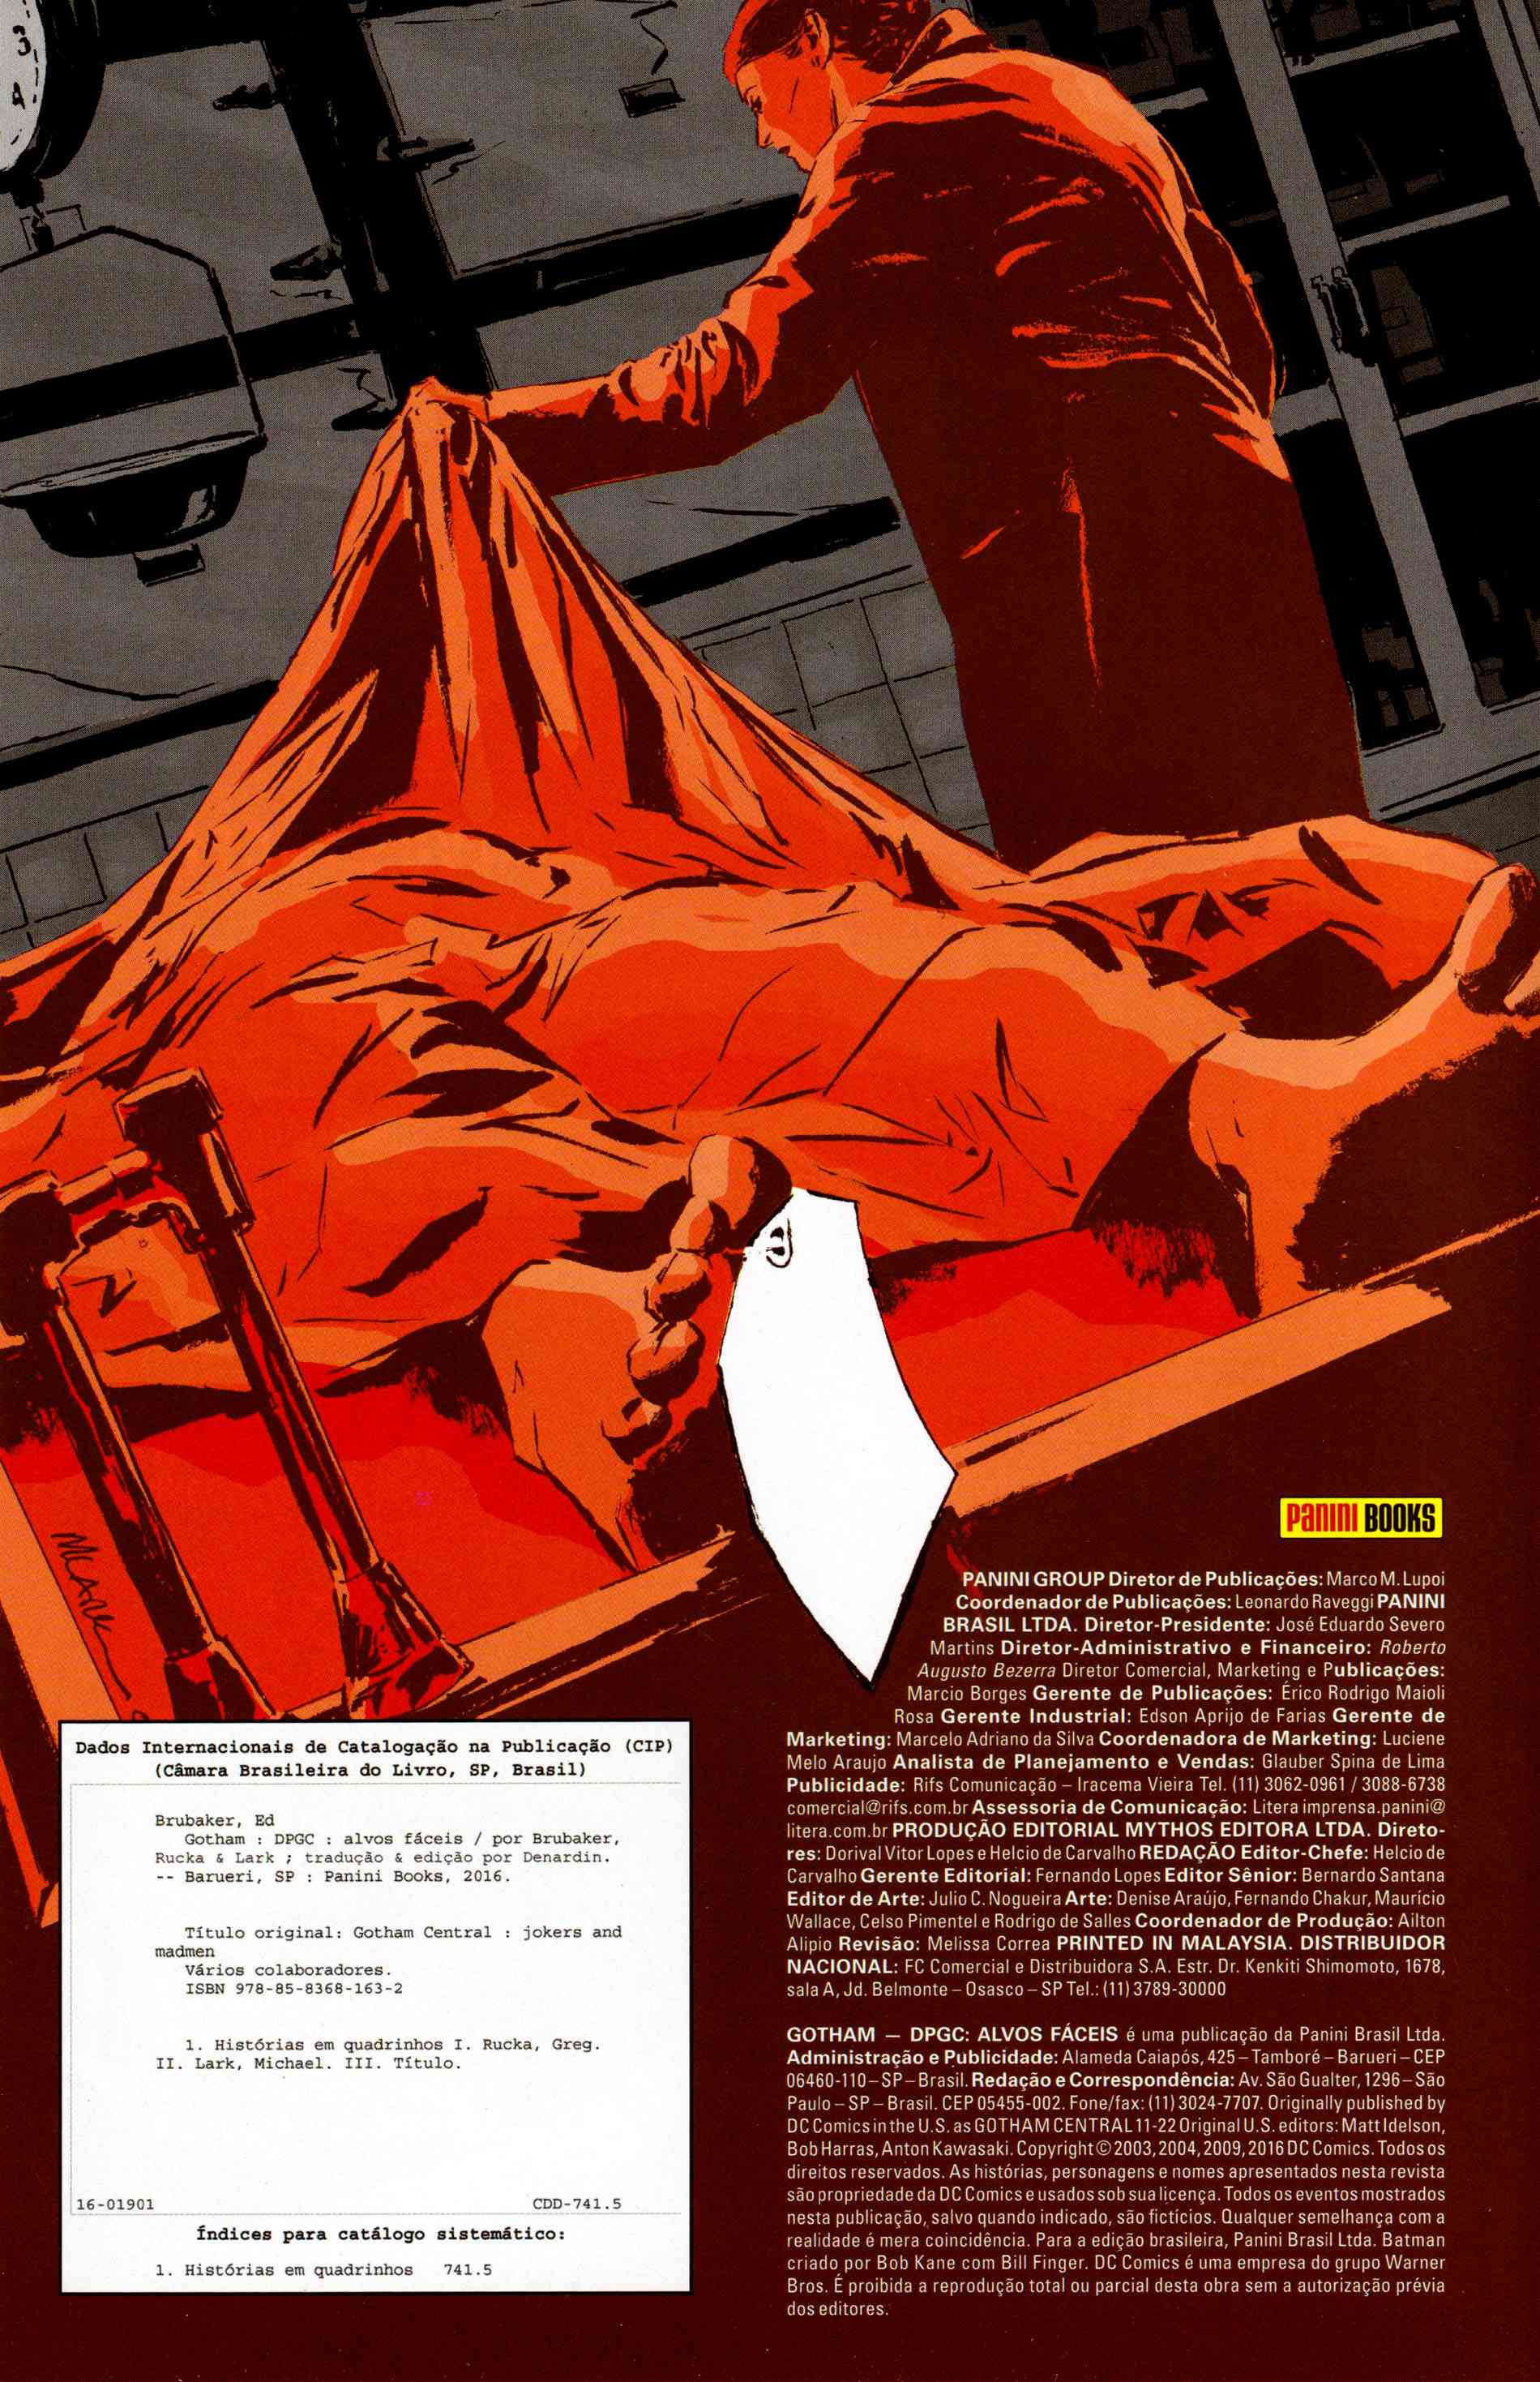 3
4
MLARK
PANINI BOOKS
PANINI GROUP Diretor de Publicações: Marco M. Lupoi
Coordenador de Publicações: Leonardo Raveggi PANINI
BRASIL LTDA. Diretor-Presidente: José Eduardo Severo
Martins Diretor-Administrativo e Financeiro: Roberto
Augusto Bezerra Diretor Comercial, Marketing e Publicações:
Marcio Borges Gerente de Publicações: Érico Rodrigo Maioli
Rosa Gerente Industrial: Edson Aprijo de Farias Gerente de
Marketing: Marcelo Adriano da Silva Coordenadora de Marketing: Luciene
Melo Araujo Analista de Planejamento e Vendas: Glauber Spina de Lima
Publicidade: Rifs Comunicação – Iracema Vieira Tel. (11) 3062-0961 / 3088-6738
comercial@rifs.com.br Assessoria de Comunicação: Litera imprensa.panini@
litera.com.br PRODUÇÃO EDITORIAL MYTHOS EDITORA LTDA. Direto-
res: Dorival Vitor Lopes e Helcio de Carvalho REDAÇÃO Editor-Chefe: Helcio de
Carvalho Gerente Editorial: Fernando Lopes Editor Sênior: Bernardo Santana
Editor de Arte: Julio C. Nogueira Arte: Denise Araújo, Fernando Chakur, Maurício
Wallace, Celso Pimentel e Rodrigo de Salles Coordenador de Produção: Ailton
Alipio Revisão: Melissa Correa PRINTED IN MALAYSIA. DISTRIBUIDOR
NACIONAL: FC Comercial e Distribuidora S.A. Estr. Dr. Kenkiti Shimomoto, 1678,
sala A, Jd. Belmonte – Osasco – SP Tel.: (11) 3789-30000
GOTHAM — DPGC: ALVOS FÁCEIS é uma publicação da Panini Brasil Ltda.
Administração e Publicidade: Alameda Caiapós, 425 – Tamboré – Barueri – CEP
06460-110 – SP – Brasil. Redação e Correspondência: Av. São Gualter, 1296 – São
Paulo – SP – Brasil. CEP 05455-002. Fone/fax: (11) 3024-7707. Originally published by
DC Comics in the U.S. as GOTHAM CENTRAL 11-22 Original U.S. editors: Matt Idelson,
Bob Harras, Anton Kawasaki. Copyright © 2003, 2004, 2009, 2016 DC Comics. Todos os
direitos reservados. As histórias, personagens e nomes apresentados nesta revista
são propriedade da DC Comics e usados sob sua licença. Todos os eventos mostrados
nesta publicação, salvo quando indicado, são fictícios. Qualquer semelhança com a
realidade é mera coincidência. Para a edição brasileira, Panini Brasil Ltda. Batman
criado por Bob Kane com Bill Finger. DC Comics é uma empresa do grupo Warner
Bros. É proibida a reprodução total ou parcial desta obra sem a autorização prévia
dos editores.
Dados Internacionais de Catalogação na Publicação (CIP)
(Câmara Brasileira do Livro, SP, Brasil)
Brubaker, Ed
Gotham : DPGC : alvos fáceis / por Brubaker,
Rucka & Lark ; tradução & edição por Denardin.
-- Barueri, SP : Panini Books, 2016.
Título original: Gotham Central : jokers and
madmen
Vários colaboradores.
ISBN 978-85-8368-163-2
1. Histórias em quadrinhos I. Rucka, Greg.
II. Lark, Michael. III. Título.
16-01901 CDD-741.5
Índices para catálogo sistemático:
1. Histórias em quadrinhos 741.5